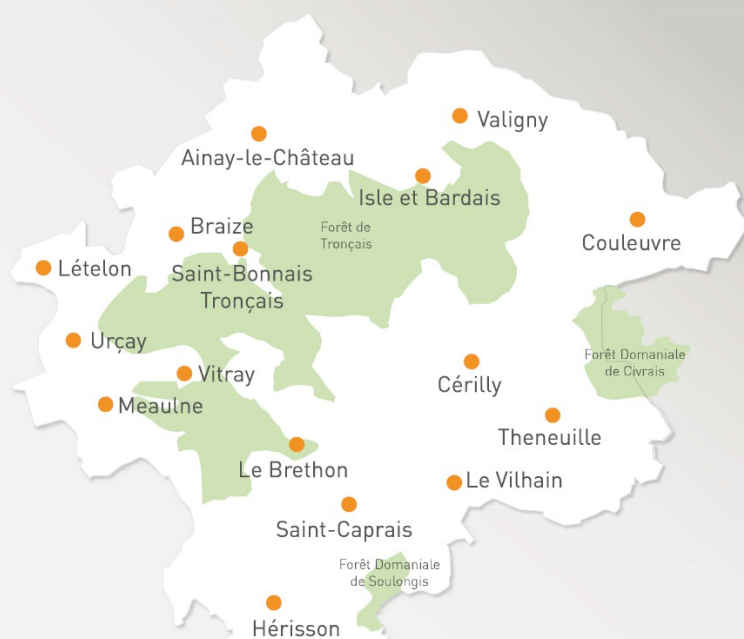 Valigny
Ainay-le-Château
Isle et Bardais
Braize
Forêt de
Tronçais
Couleuvre
Lételon
Saint-Bonnais
Tronçais
Urçay
Forêt Domaniale
de Civrais
Vitray
Cérilly
Meaulne
Theneuille
Le Brethon
Le Vilhain
Saint-Caprais
Forêt Domaniale
de Soulongis
Hérisson